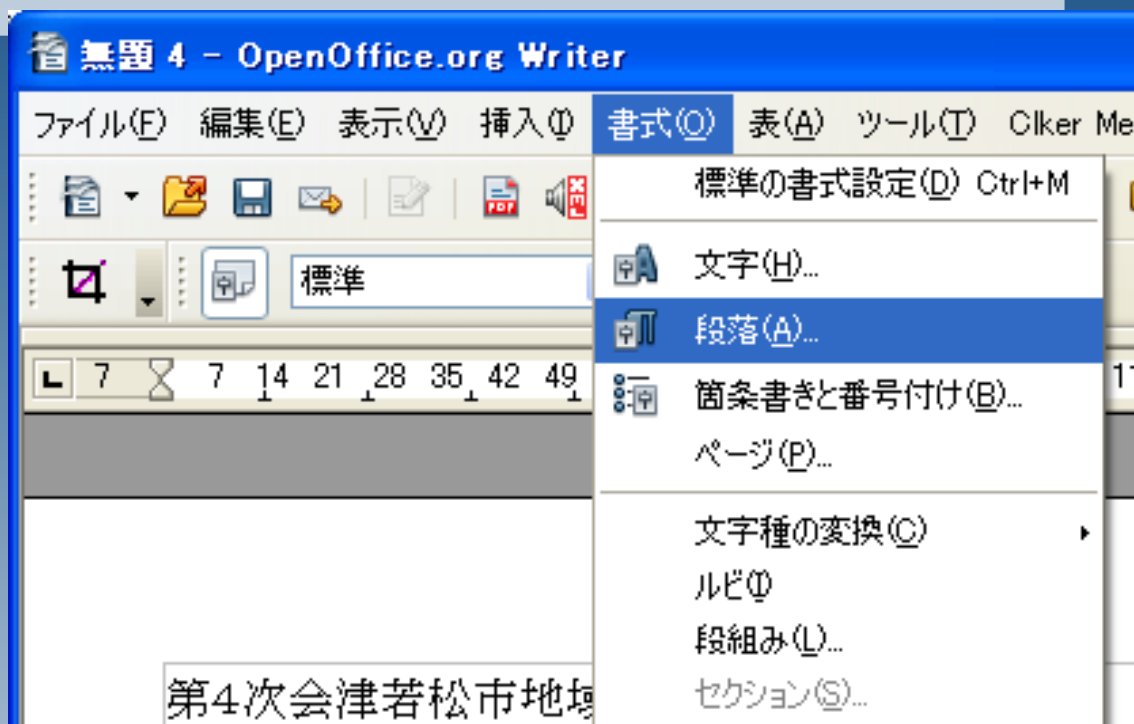 無題 4 - OpenOffice.org Writer
ファイル(F) 編集(E) 表示(V) 挿入(I) 書式(O) 表(A) ツール(T) Clker Me
標準の書式設定(D) Ctrl+M
PDF
文字(H)...
標準
段落(A)...
7 7 14 21 28 35 42 49
箇条書きと番号付け(B)...
ページ(P)...
文字種の変換(C)
ルビ(I)
段組み(L)...
第4次会津若松市地域
セクション(S)...